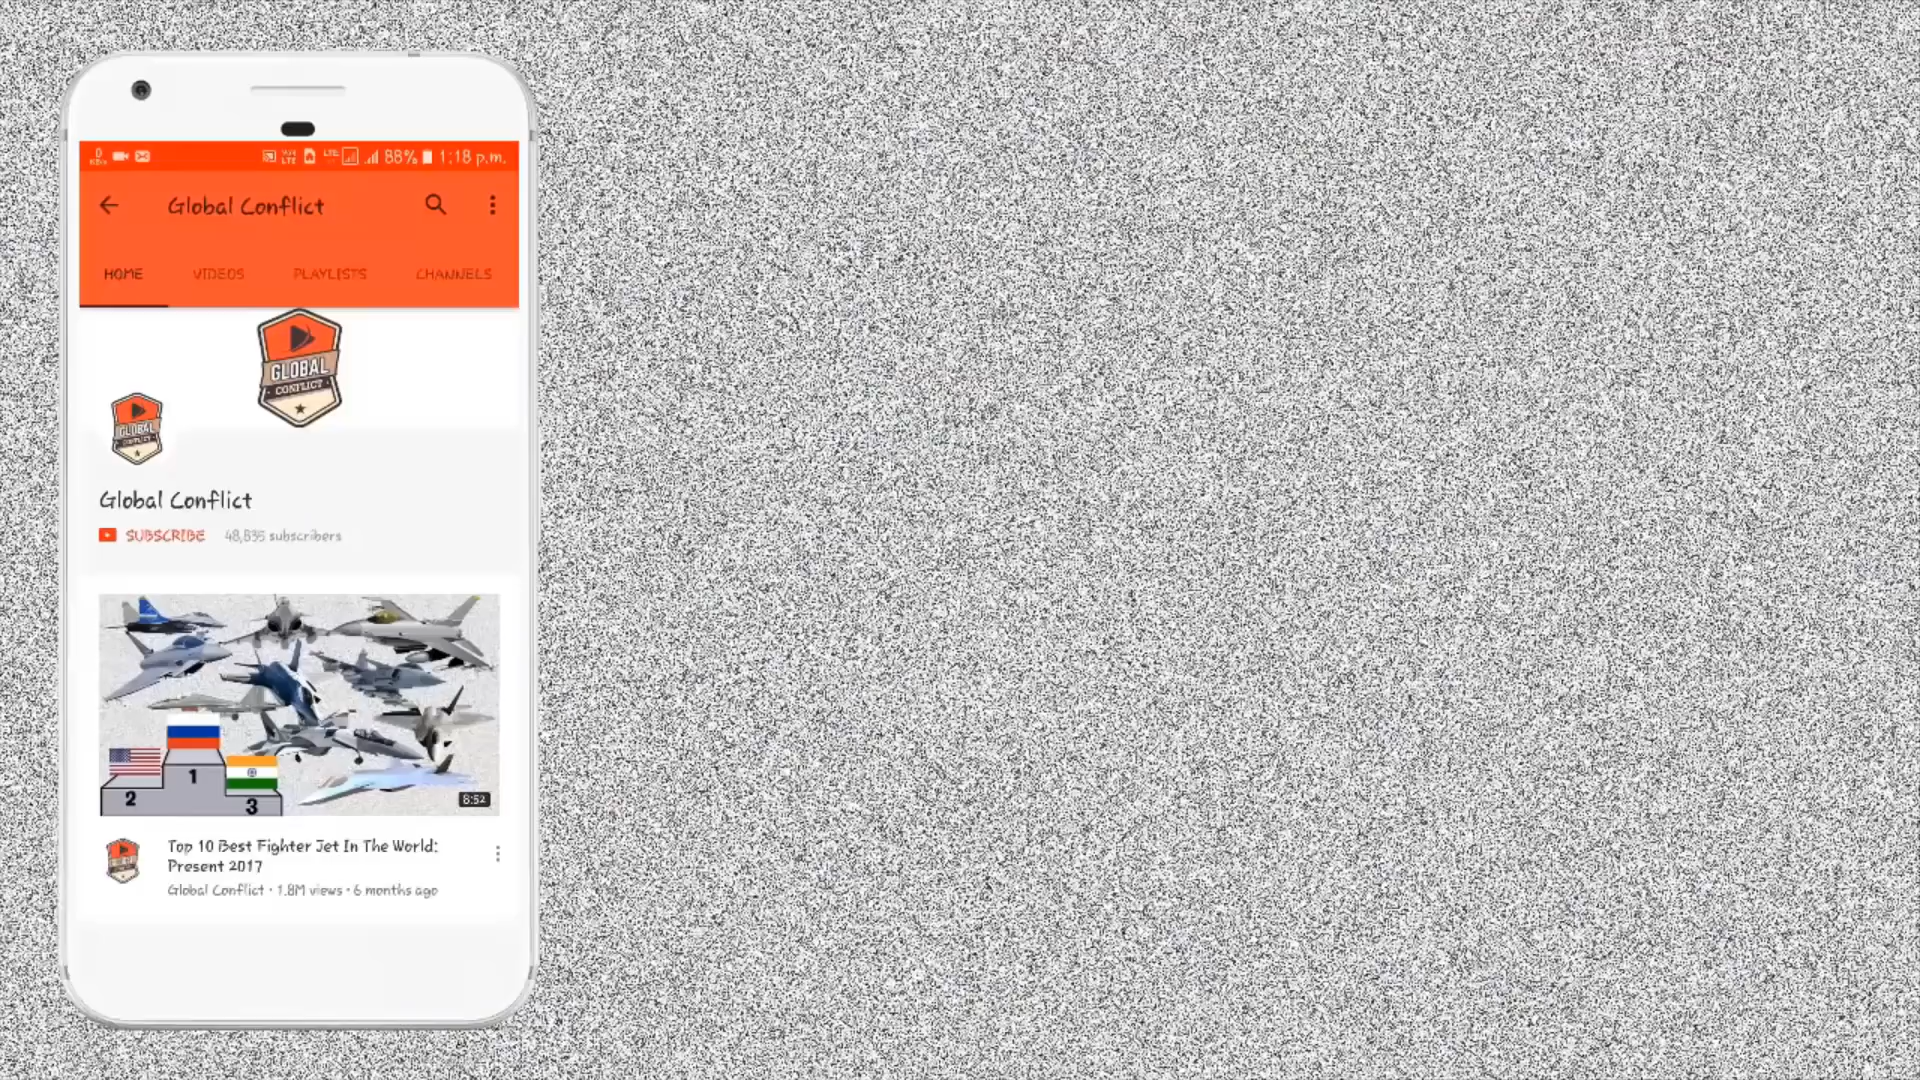 88% 1:18 p.m.
Global Conflict
HOME VIDEOS PLAYLISTS CHANNELS
GLOBAL
CONFLICT
GLOBAL
CONFLICT
Global Conflict
SUBSCRIBE 48,835 subscribers
1
2
3
8:52
Top 10 Best Fighter Jet In The World:
Present 2017
Global Conflict • 1.8M views • 6 months ago